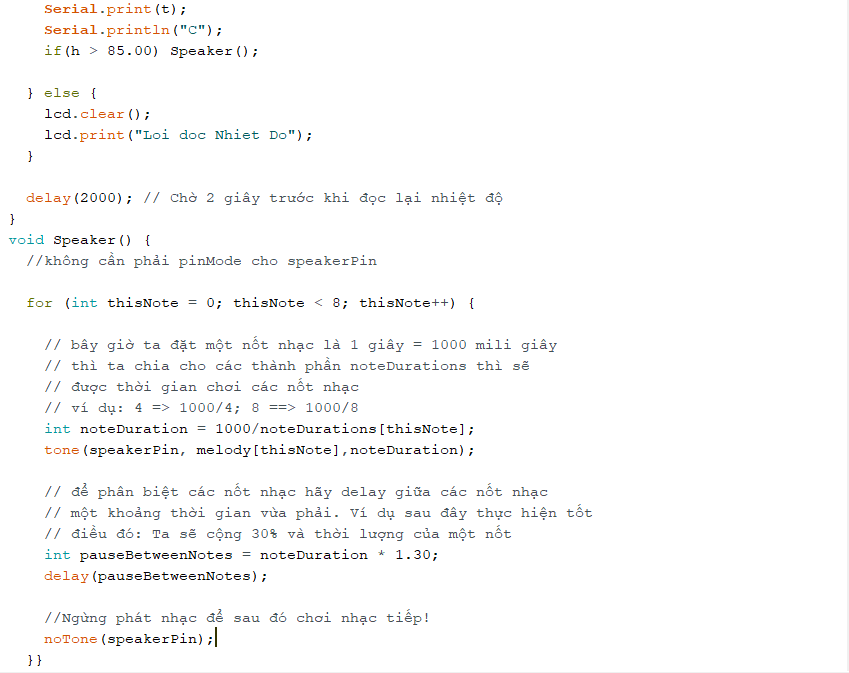 Serial.print(t);
Serial.println("C");
if(h > 85.00) Speaker();
} else {
lcd.clear();
lcd.print("Loi doc Nhiet Do");
}
delay(2000); // Chờ 2 giây trước khi đọc lại nhiệt độ
}
void Speaker() {
//không cần phải pinMode cho speakerPin
for (int thisNote = 0; thisNote < 8; thisNote++) {
// bây giờ ta đặt một nốt nhạc là 1 giây = 1000 mili giây
// thì ta chia cho các thành phần noteDurations thì sẽ
// được thời gian chơi các nốt nhạc
// ví dụ: 4 => 1000/4; 8 ==> 1000/8
int noteDuration = 1000/noteDurations[thisNote];
tone(speakerPin, melody[thisNote],noteDuration);
// để phân biệt các nốt nhạc hãy delay giữa các nốt nhạc
// một khoảng thời gian vừa phải. Ví dụ sau đây thực hiện tốt
// điều đó: Ta sẽ cộng 30% và thời lượng của một nốt
int pauseBetweenNotes = noteDuration * 1.30;
delay(pauseBetweenNotes);
//Ngừng phát nhạc để sau đó chơi nhạc tiếp!
noTone(speakerPin);
}}